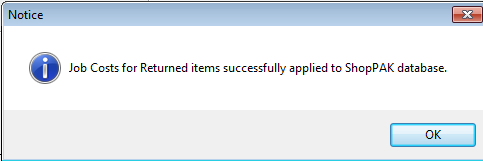 Notice
Job Costs for Returned items successfully applied to ShopPAK database.
OK